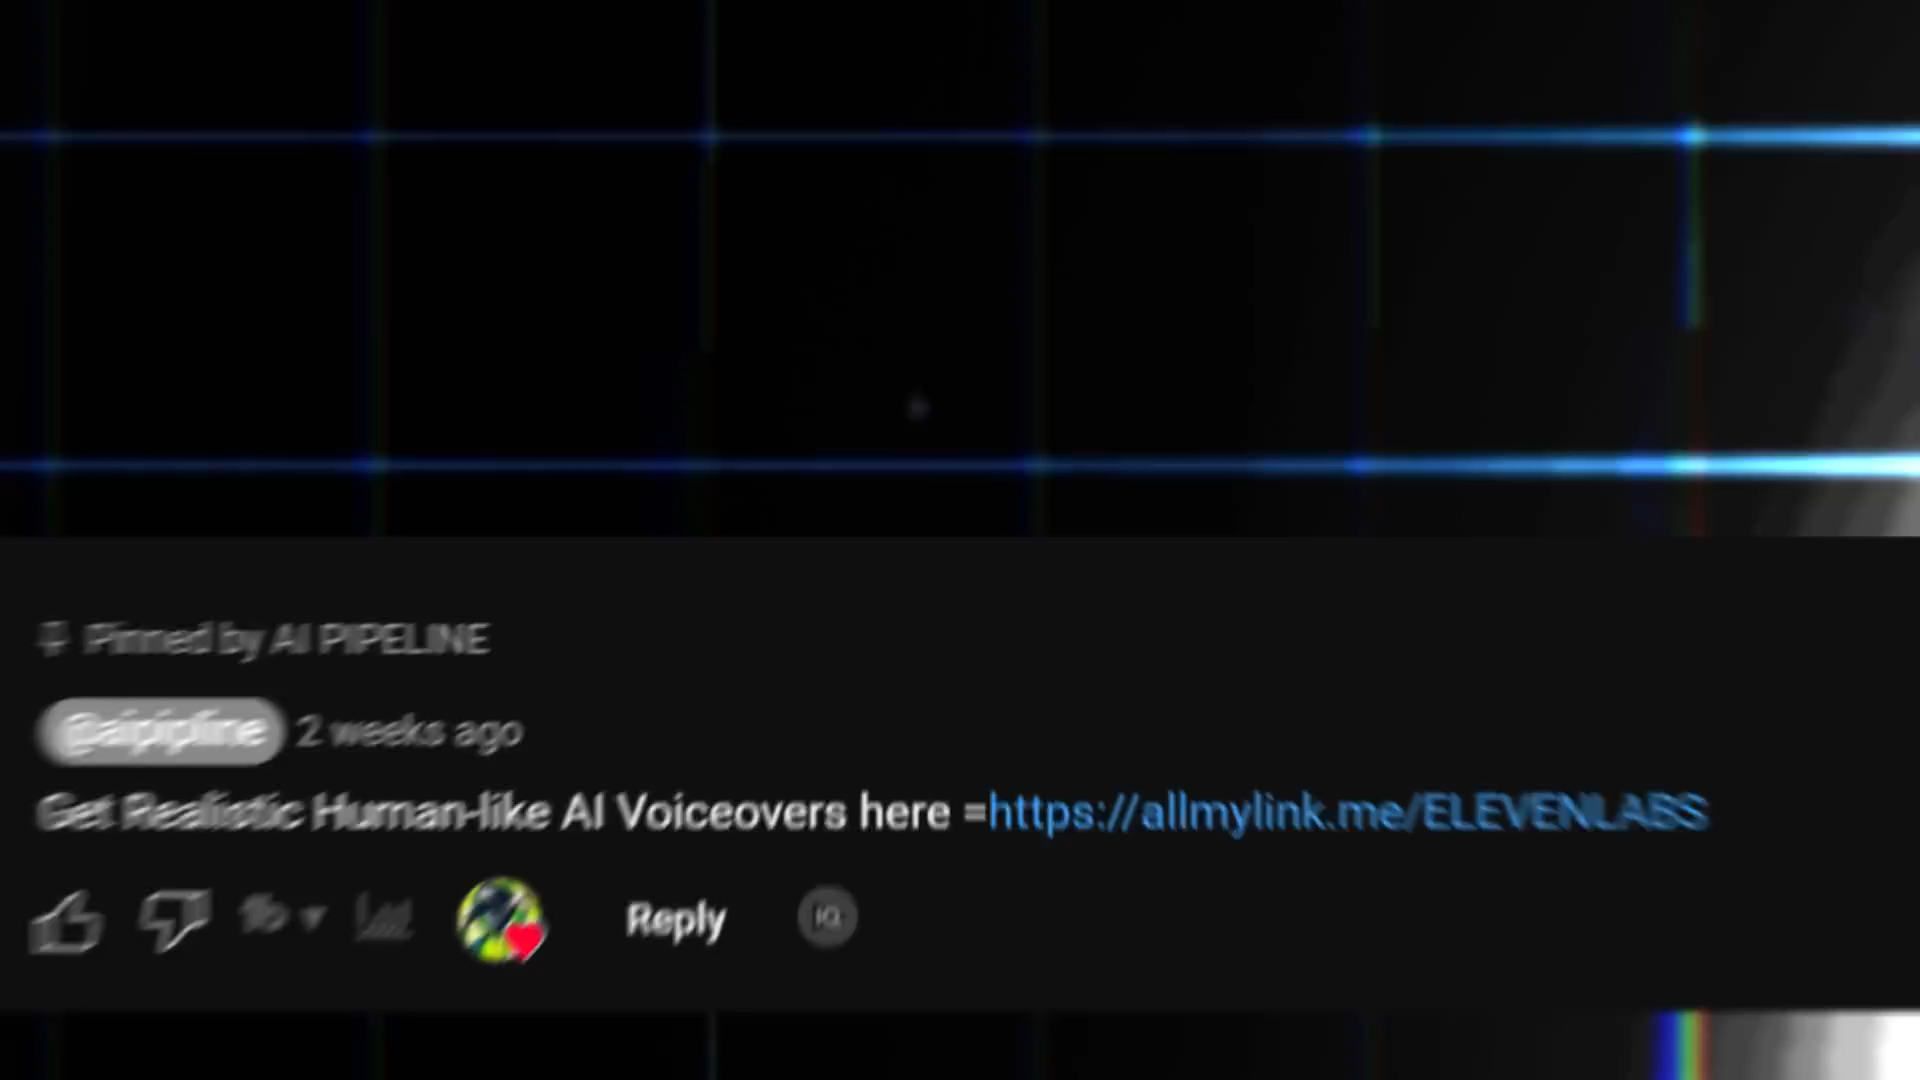 Pinned by AI PIPELINE
@aipipline 2 weeks ago
Get Realistic Human-like AI Voiceovers here =https://allmylink.me/ELEVENLABS
Reply
IQ